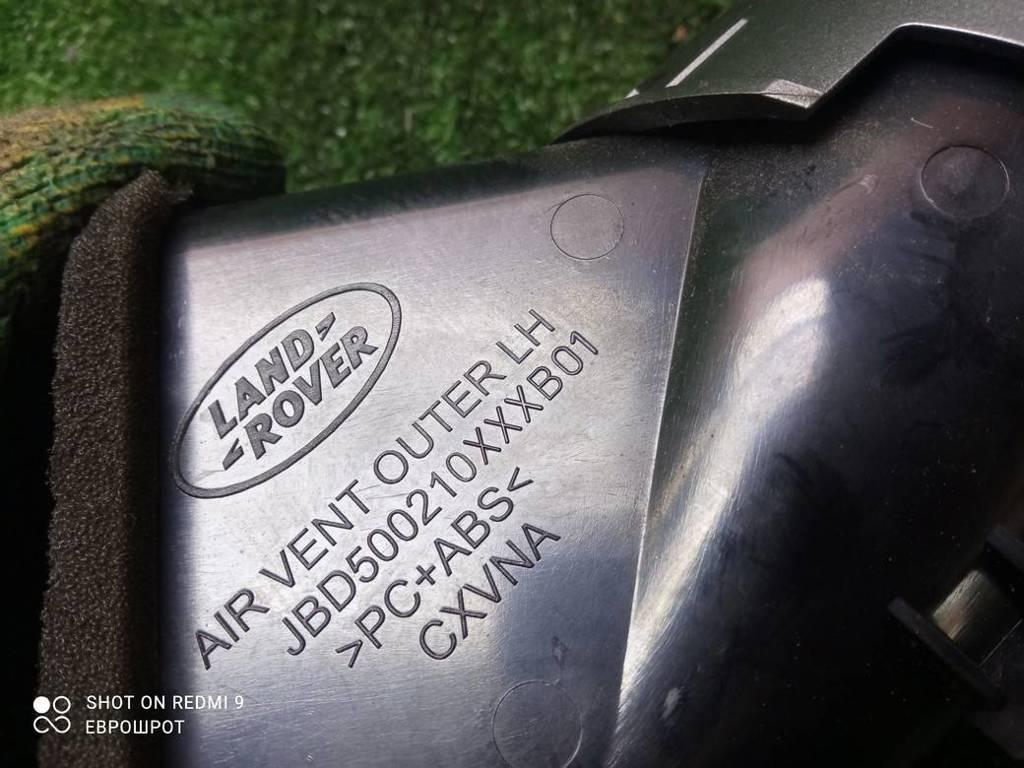 LAND
ROVER
AIR VENT OUTER LH
JBD500210XXXB01
>PC+ABS<
CXVNA
SHOT ON REDMI 9
ЕВРОШРОТ